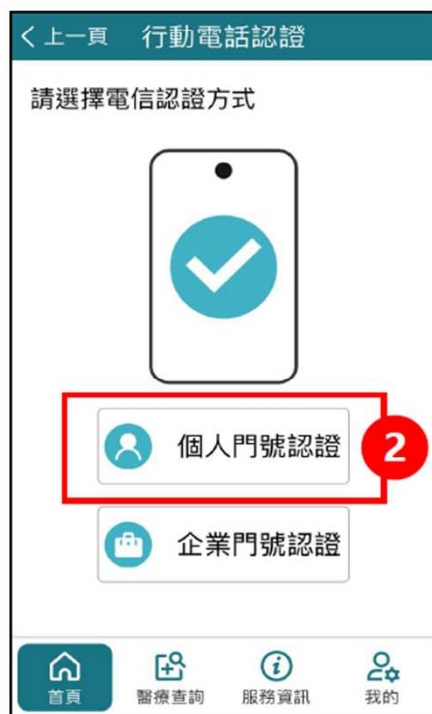 上一頁 行動電話認證
請選擇電信認證方式
個人門號認證
2
企業門號認證
首頁 醫療查詢 服務資訊 我的